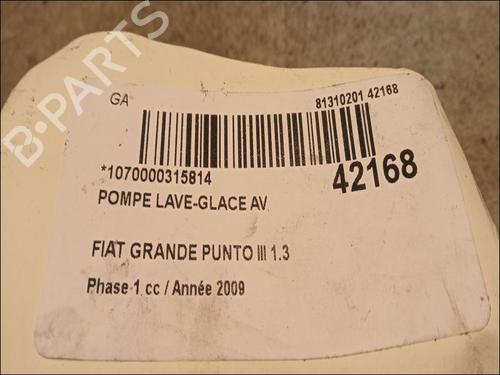 B-PARTS
GA
81310201 42168
*1070000315814
42168
POMPE LAVE-GLACE AV
FIAT GRANDE PUNTO III 1.3
Phase 1 cc / Année 2009